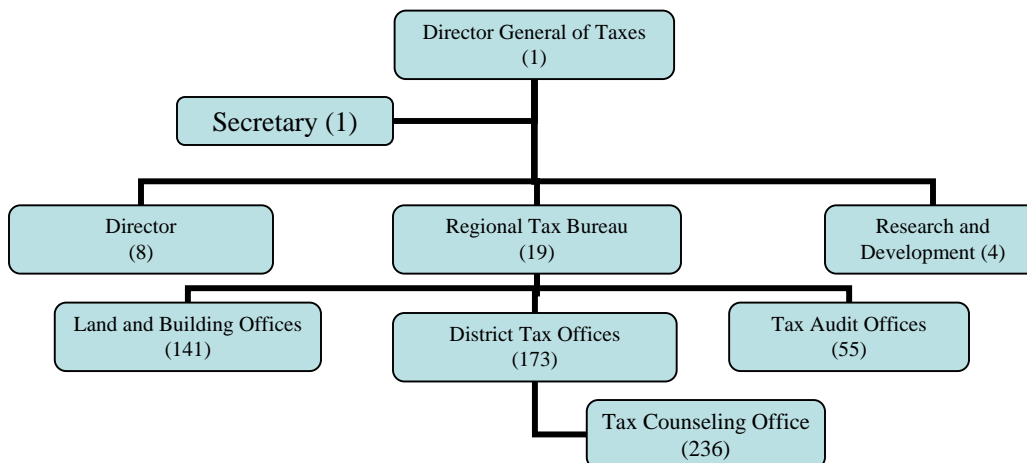 Director General of Taxes
(1)
Secretary (1)
Director
(8)
Regional Tax Bureau
(19)
Research and
Development (4)
Land and Building Offices
(141)
District Tax Offices
(173)
Tax Audit Offices
(55)
Tax Counseling Office
(236)